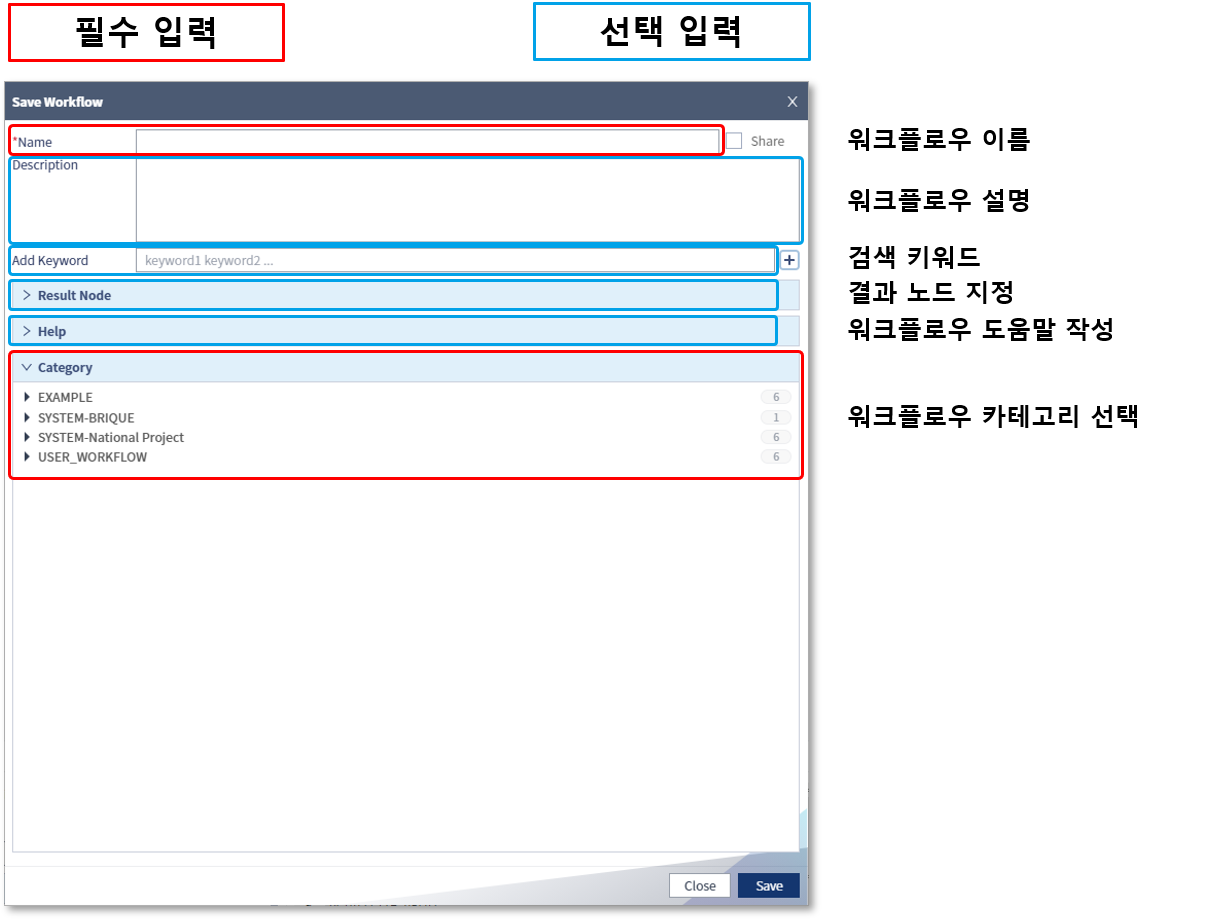 필수 입력
선택 입력
Save Workflow
X
*Name
Share
워크플로우 이름
Description
워크플로우 설명
Add Keyword
keyword1 keyword2 ...
+
검색 키워드
Result Node
결과 노드 지정
Help
워크플로우 도움말 작성
Category
EXAMPLE 6
SYSTEM-BRIQUE 1
워크플로우 카테고리 선택
SYSTEM-National Project 6
USER_WORKFLOW 6
Close
Save